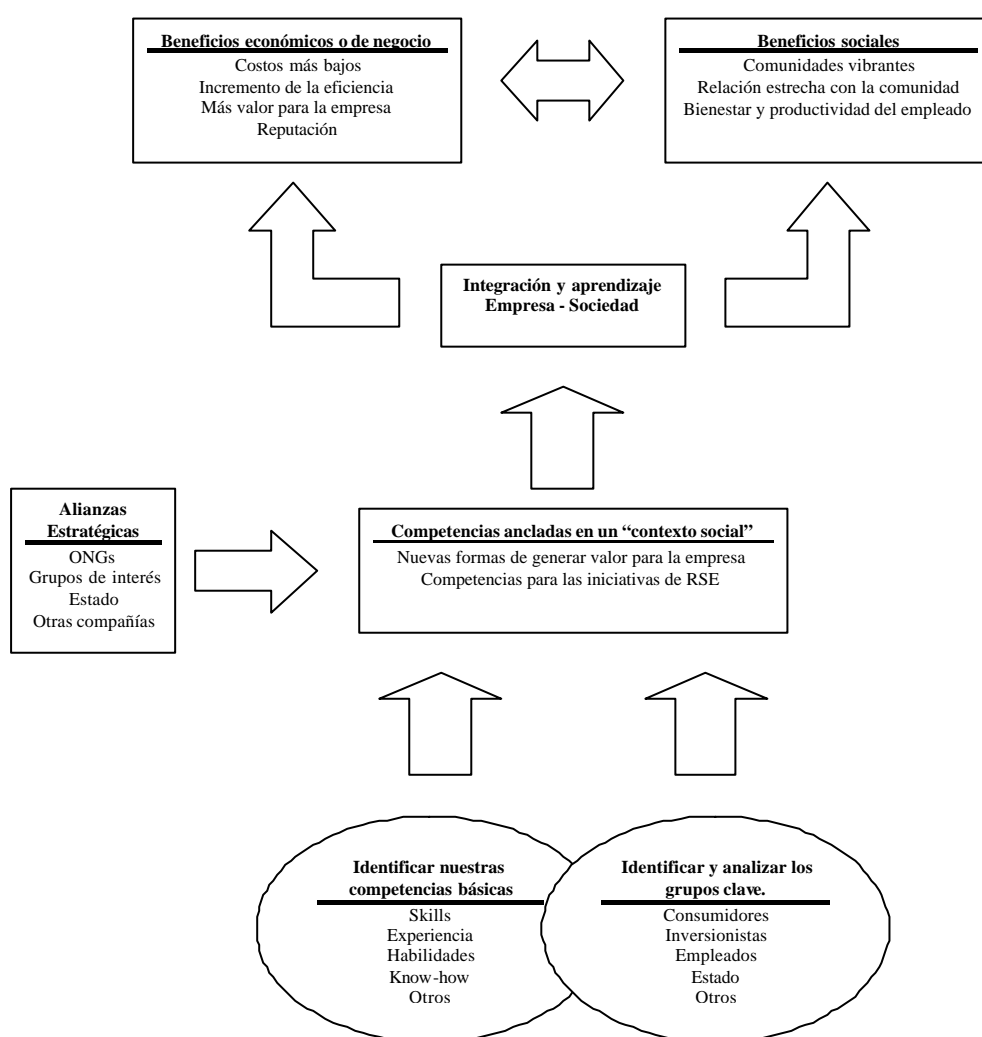 Beneficios económicos o de negocio
Costos más bajos
Incremento de la eficiencia
Más valor para la empresa
Reputación
Beneficios sociales
Comunidades vibrantes
Relación estrecha con la comunidad
Bienestar y productividad del empleado
Integración y aprendizaje
Empresa - Sociedad
Alianzas
Estratégicas
ONGs
Grupos de interés
Estado
Otras compañías
Competencias ancladas en un “contexto social”
Nuevas formas de generar valor para la empresa
Competencias para las iniciativas de RSE
Identificar nuestras
competencias básicas
Skills
Experiencia
Habilidades
Know-how
Otros
Identificar y analizar los
grupos clave.
Consumidores
Inversionistas
Empleados
Estado
Otros